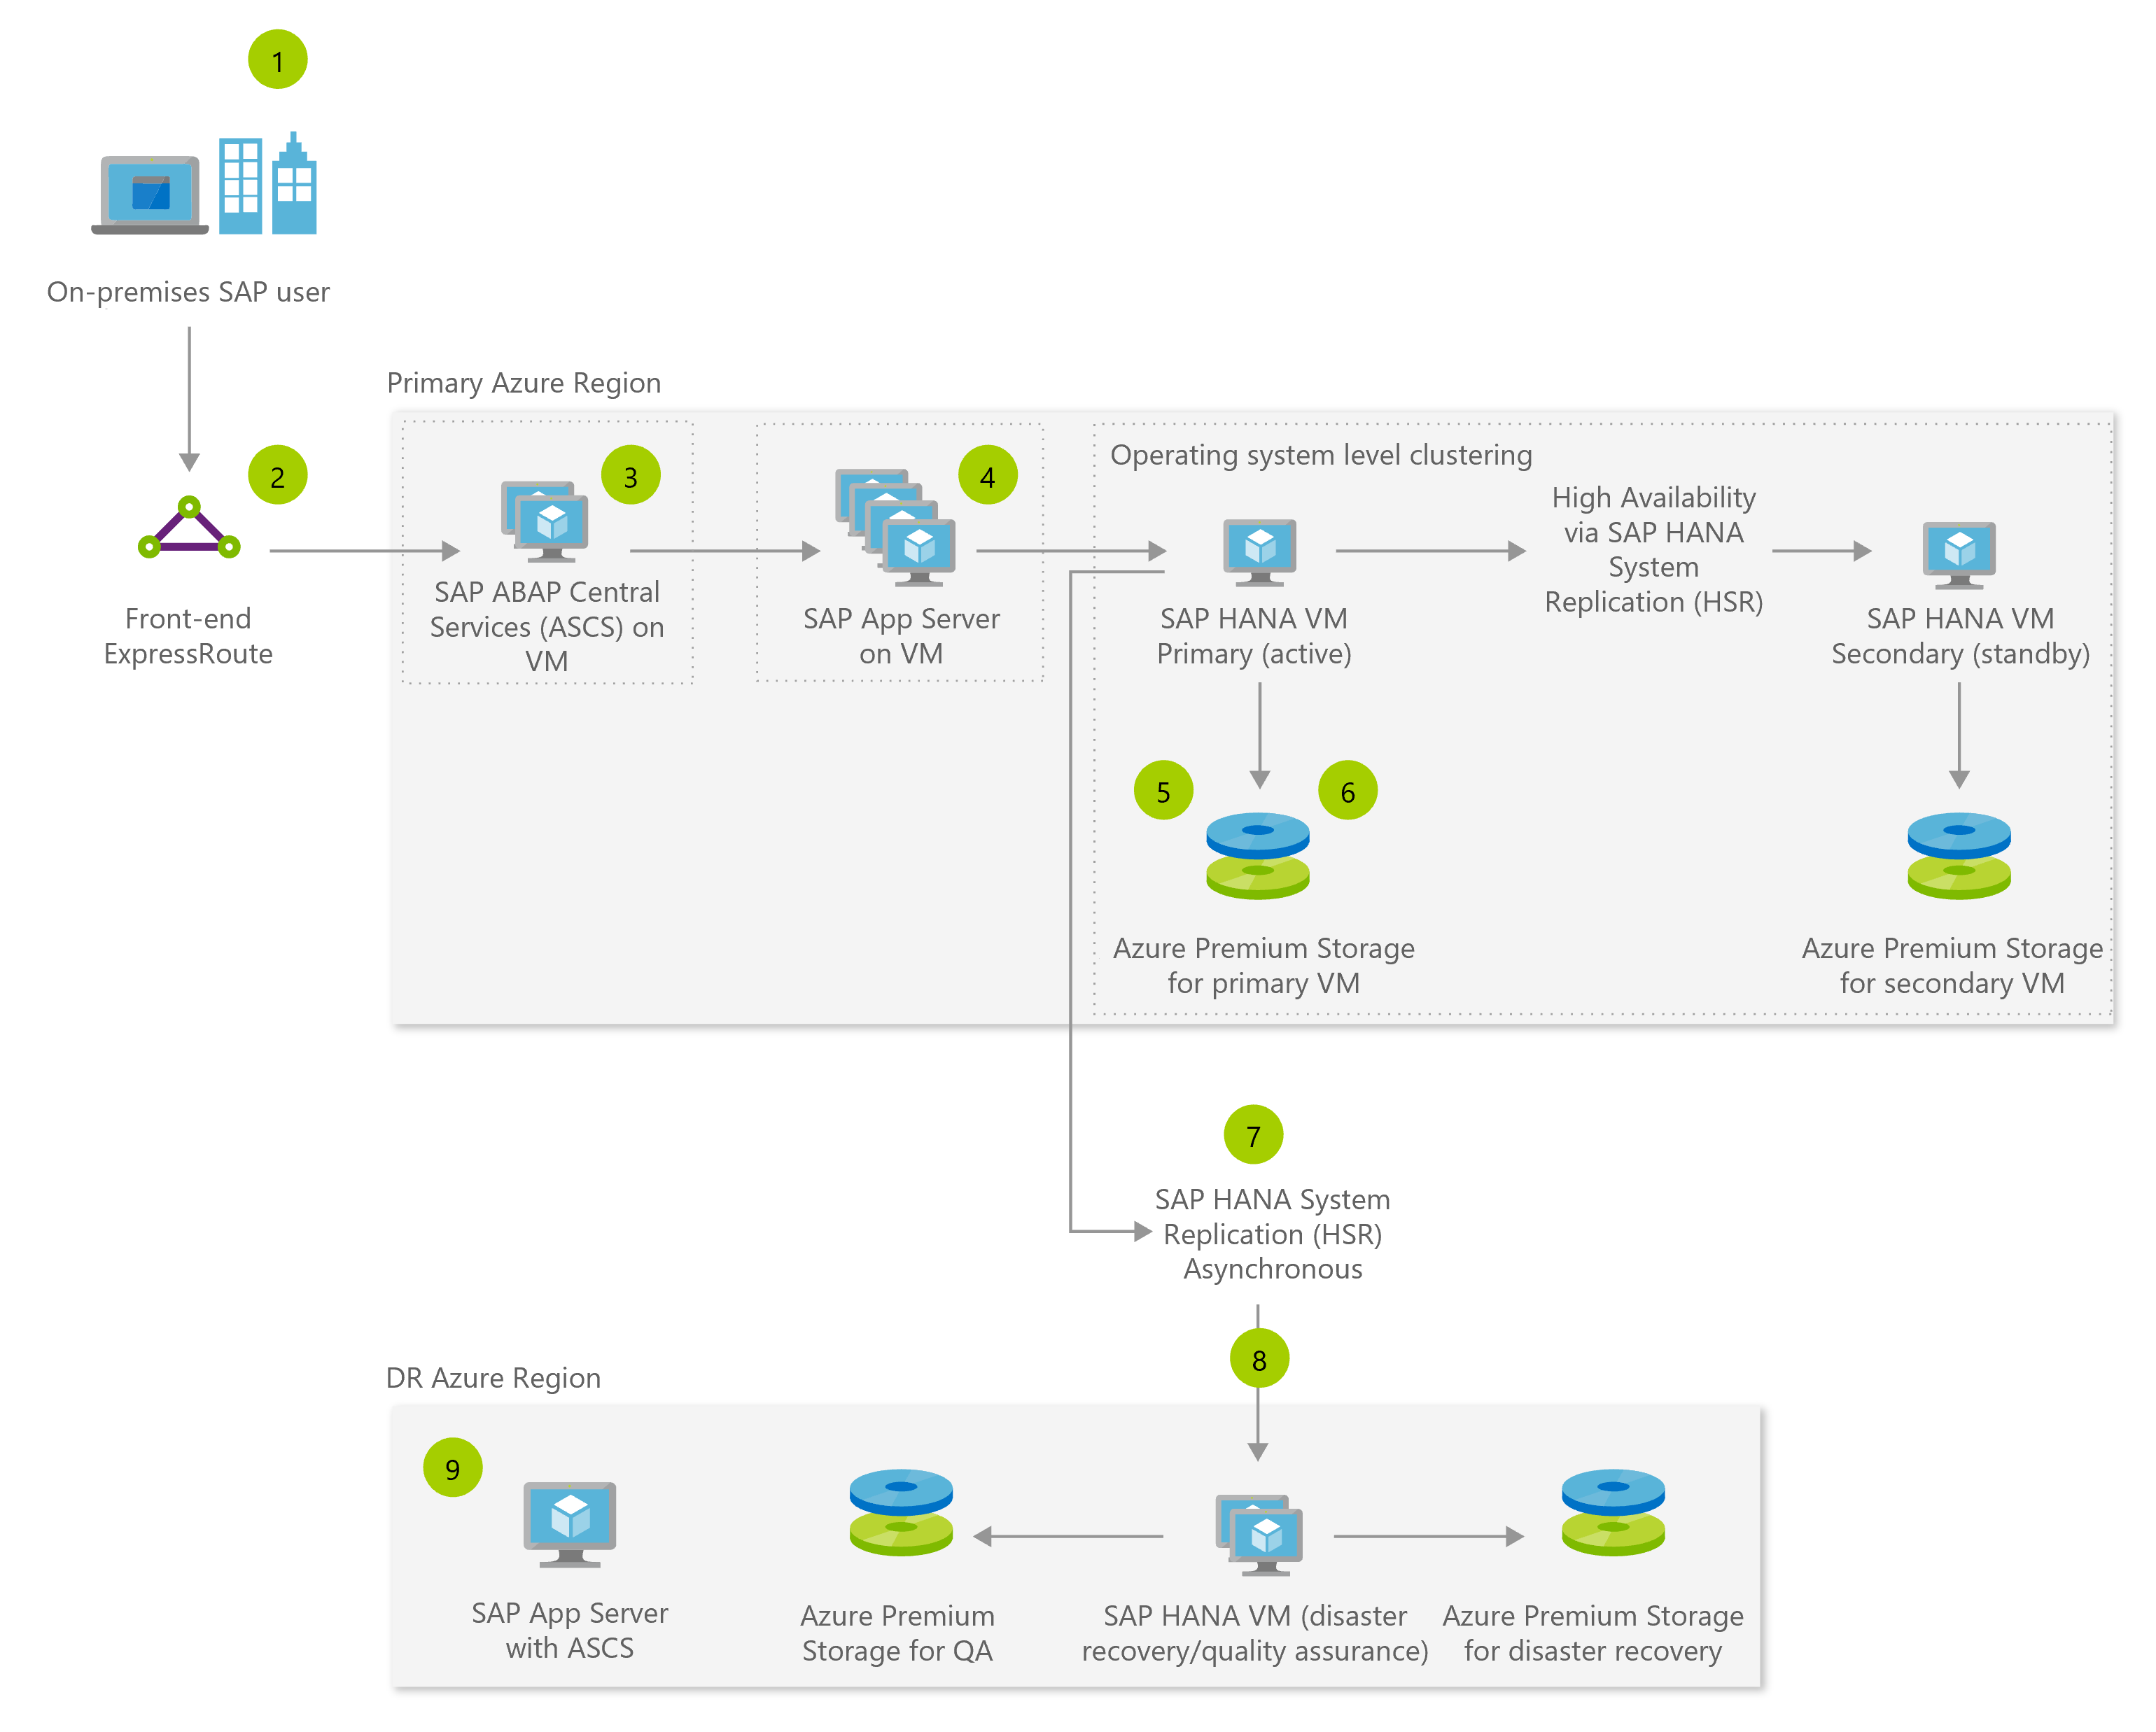 1
On-premises SAP user
Primary Azure Region
2
Front-end
ExpressRoute
3
SAP ABAP Central
Services (ASCS) on
VM
4
SAP App Server
on VM
Operating system level clustering
SAP HANA VM
Primary (active)
High Availability
via SAP HANA
System
Replication (HSR)
SAP HANA VM
Secondary (standby)
5
6
Azure Premium Storage
for primary VM
Azure Premium Storage
for secondary VM
7
SAP HANA System
Replication (HSR)
Asynchronous
8
DR Azure Region
9
SAP App Server
with ASCS
Azure Premium
Storage for QA
SAP HANA VM (disaster
recovery/quality assurance)
Azure Premium Storage
for disaster recovery